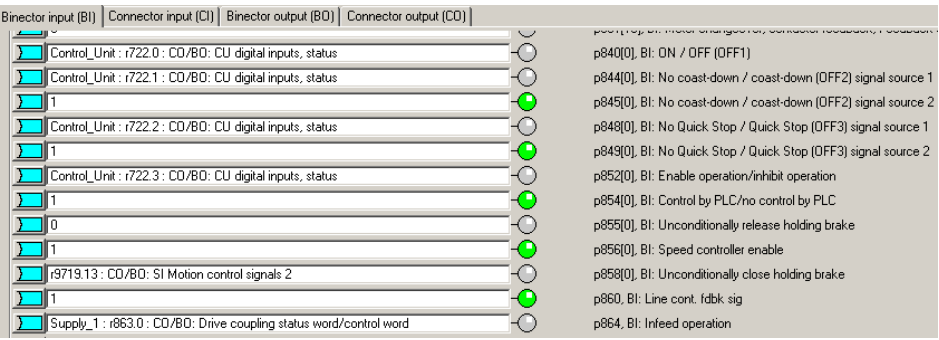 Binector input (BI) Connector input (CI) Binector output (BO) Connector output (CO)
Control_Unit : r722.0 : CO/BO: CU digital inputs, status p840[0], BI: ON / OFF (OFF1)
Control_Unit : r722.1 : CO/BO: CU digital inputs, status p844[0], BI: No coast-down / coast-down (OFF2) signal source 1
1 p845[0], BI: No coast-down / coast-down (OFF2) signal source 2
Control_Unit : r722.2 : CO/BO: CU digital inputs, status p848[0], BI: No Quick Stop / Quick Stop (OFF3) signal source 1
1 p849[0], BI: No Quick Stop / Quick Stop (OFF3) signal source 2
Control_Unit : r722.3 : CO/BO: CU digital inputs, status p852[0], BI: Enable operation/inhibit operation
1 p854[0], BI: Control by PLC/no control by PLC
0 p855[0], BI: Unconditionally release holding brake
1 p856[0], BI: Speed controller enable
r9719.13 : CO/BO: SI Motion control signals 2 p858[0], BI: Unconditionally close holding brake
1 p860, BI: Line cont. fdbk sig
Supply_1 : r863.0 : CO/BO: Drive coupling status word/control word p864, BI: Infeed operation